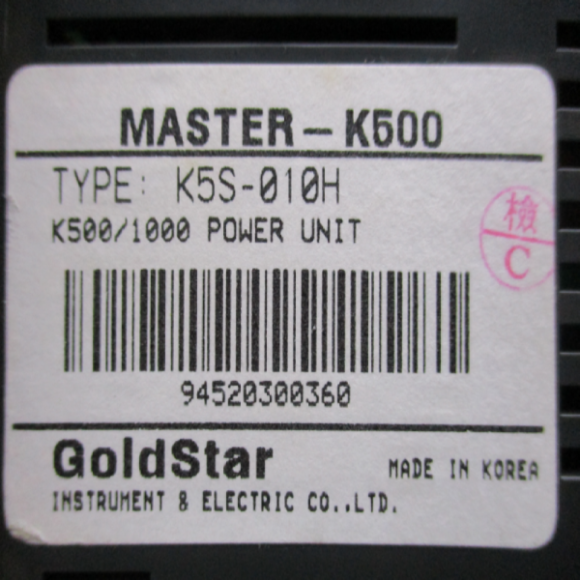 MASTER-K500
TYPE: K5S-010H
K500/1000 POWER UNIT
檢
C
94520300360
GoldStar
MADE IN KOREA
INSTRUMENT & ELECTRIC CO.,LTD.